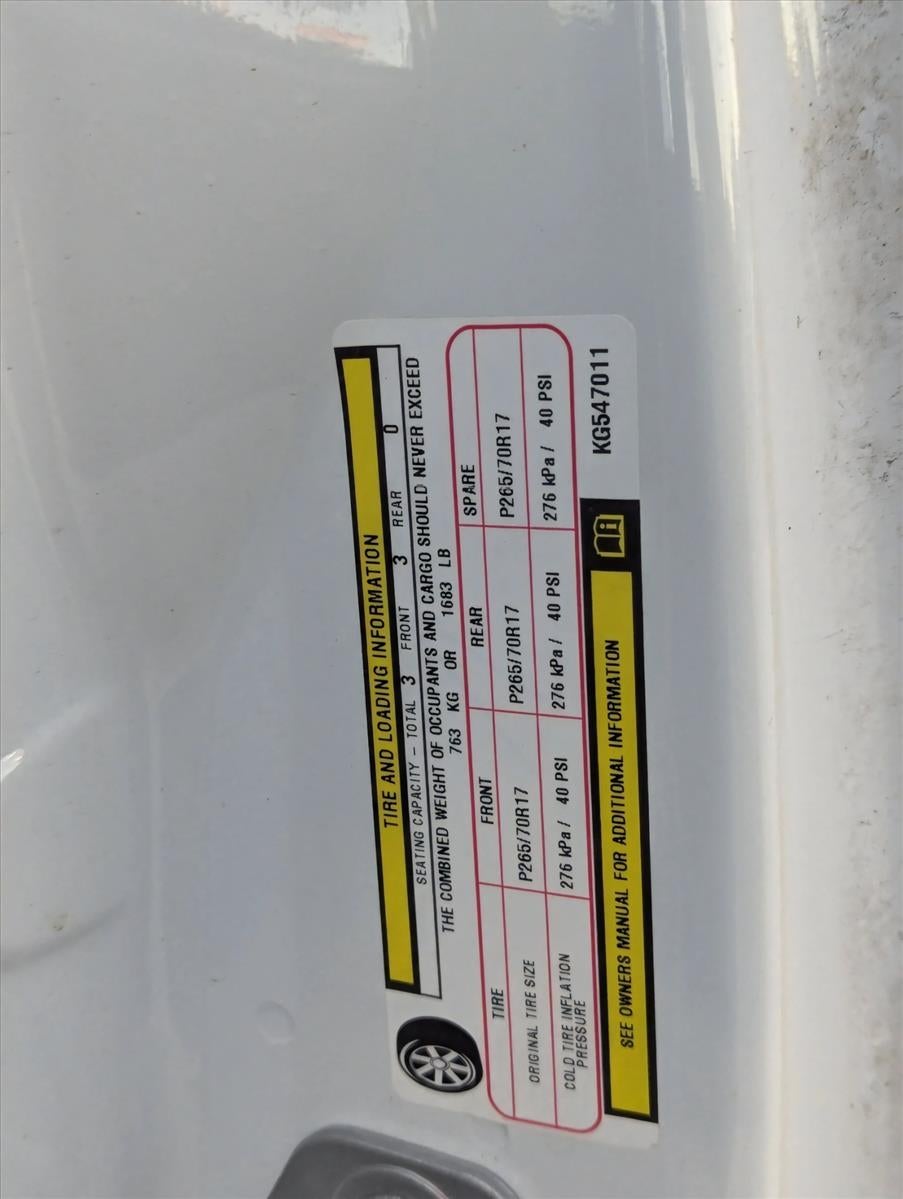 TIRE AND LOADING INFORMATION
SEATING CAPACITY - TOTAL 3 FRONT 3 REAR 0
THE COMBINED WEIGHT OF OCCUPANTS AND CARGO SHOULD NEVER EXCEED
763 KG OR 1683 LB
TIRE FRONT REAR SPARE
ORIGINAL TIRE SIZE P265/70R17 P265/70R17 P265/70R17
COLD TIRE INFLATION PRESSURE 276 kPa / 40 PSI 276 kPa / 40 PSI 276 kPa / 40 PSI
SEE OWNERS MANUAL FOR ADDITIONAL INFORMATION
KG547011